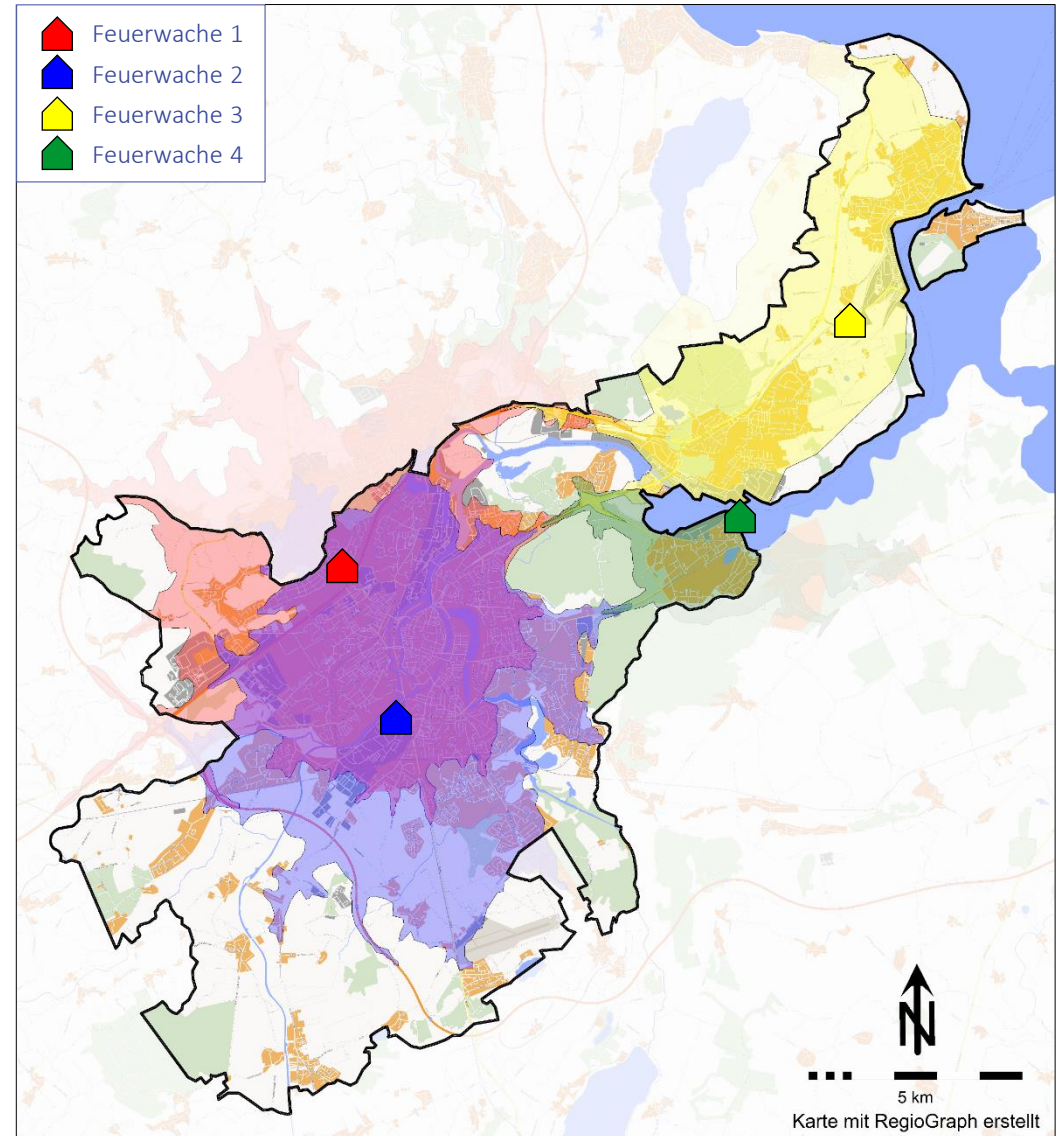 Feuerwache 1
Feuerwache 2
Feuerwache 3
Feuerwache 4
N
5 km
Karte mit RegioGraph erstellt